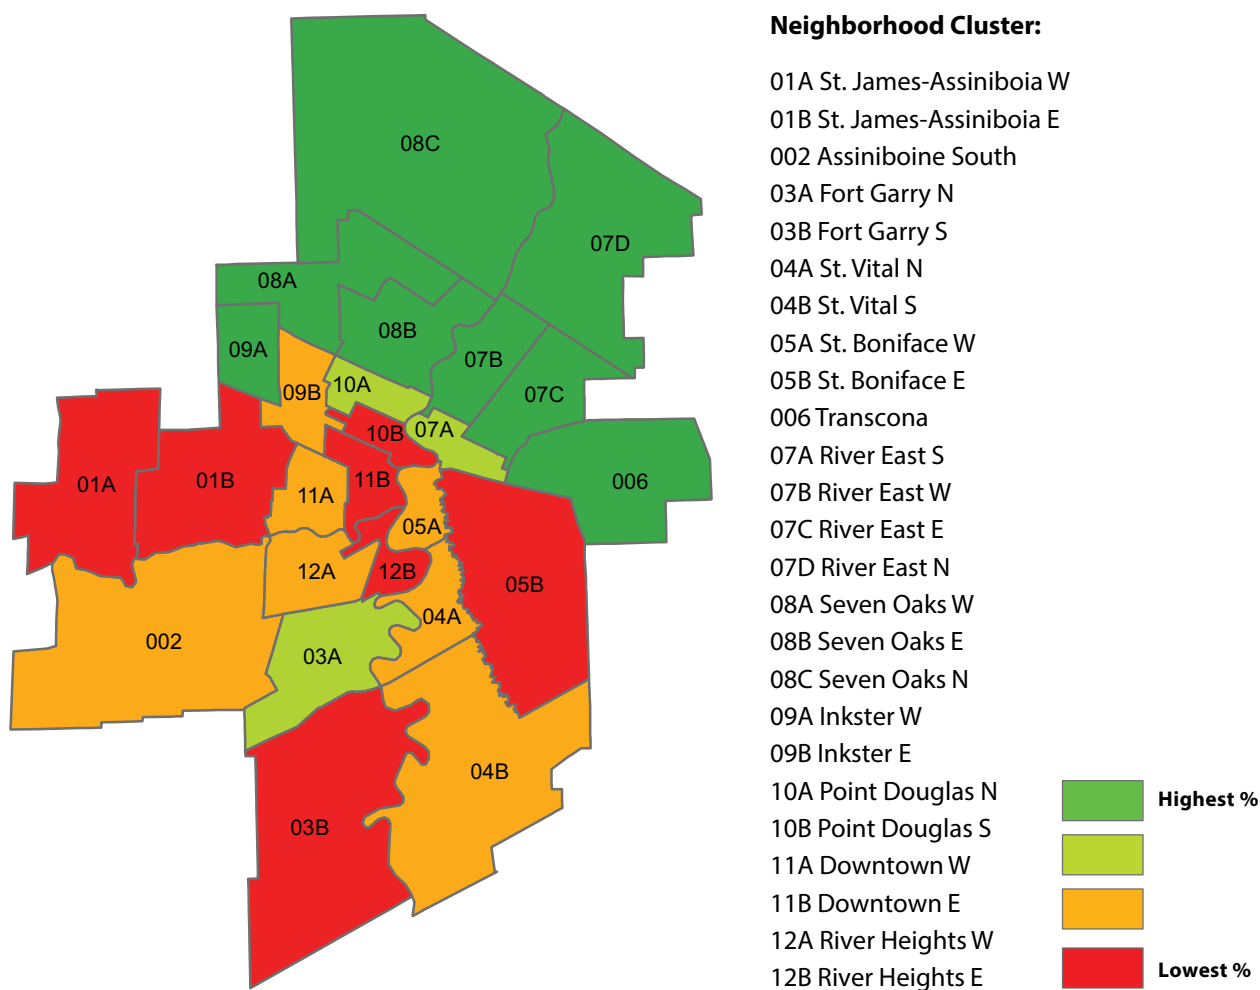 Neighborhood Cluster:
01A St. James-Assiniboia W
01B St. James-Assiniboia E
002 Assiniboine South
03A Fort Garry N
03B Fort Garry S
04A St. Vital N
04B St. Vital S
05A St. Boniface W
05B St. Boniface E
006 Transcona
07A River East S
07B River East W
07C River East E
07D River East N
08A Seven Oaks W
08B Seven Oaks E
08C Seven Oaks N
09A Inkster W
09B Inkster E
10A Point Douglas N
10B Point Douglas S
11A Downtown W
11B Downtown E
12A River Heights W
12B River Heights E
Highest %
Lowest %
08C
07D
08A
08B
09A
07B
10A
09B
07C
10B
07A
01A
01B
11B
006
11A
05A
12A
12B
05B
04A
002
03A
04B
03B